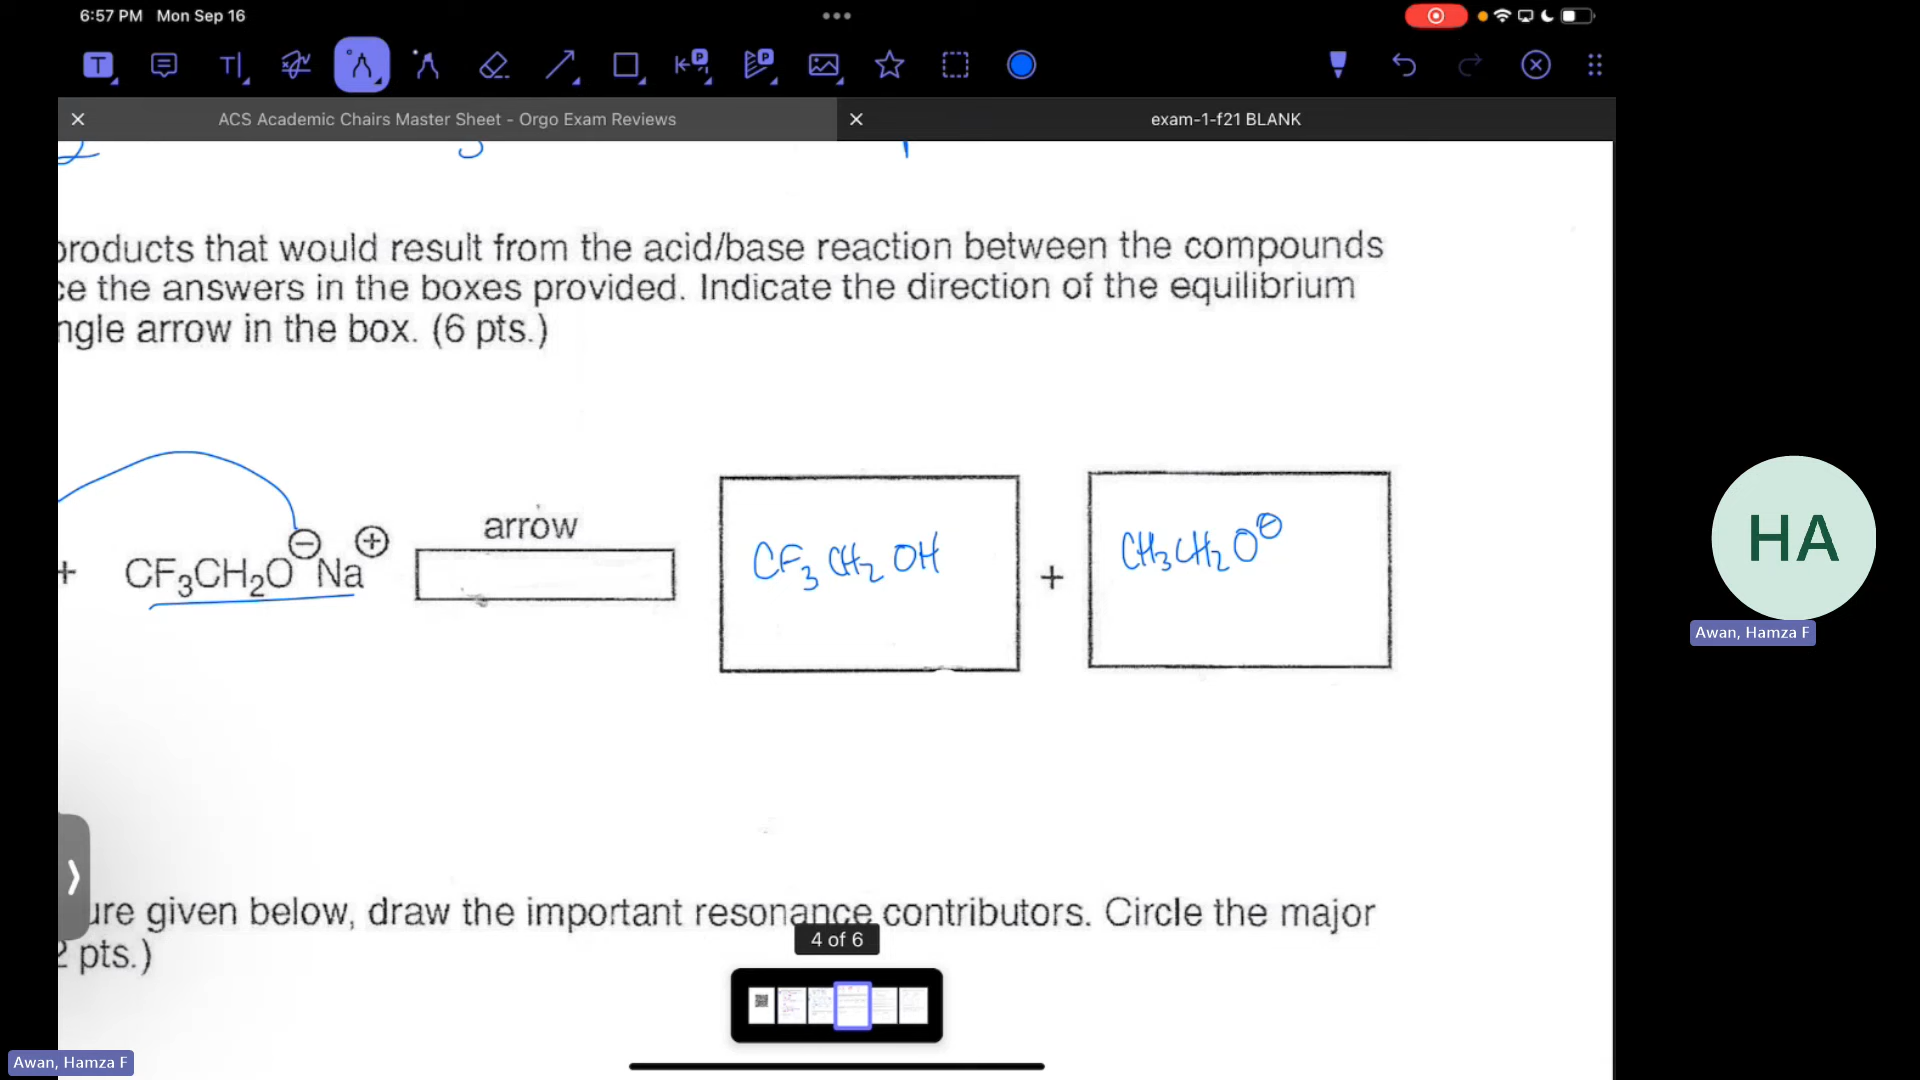 6:57 PM Mon Sep 16
ACS Academic Chairs Master Sheet - Orgo Exam Reviews
exam-1-f21 BLANK
products that would result from the acid/base reaction between the compounds
ce the answers in the boxes provided. Indicate the direction of the equilibrium
ngle arrow in the box. (6 pts.)
arrow
+ CF₃CH₂O⊖Na⊕
CF₃CH₂OH + CH₃CH₂O⊖
ure given below, draw the important resonance contributors. Circle the major
2 pts.)
4 of 6
HA
Awan, Hamza F
Awan, Hamza F